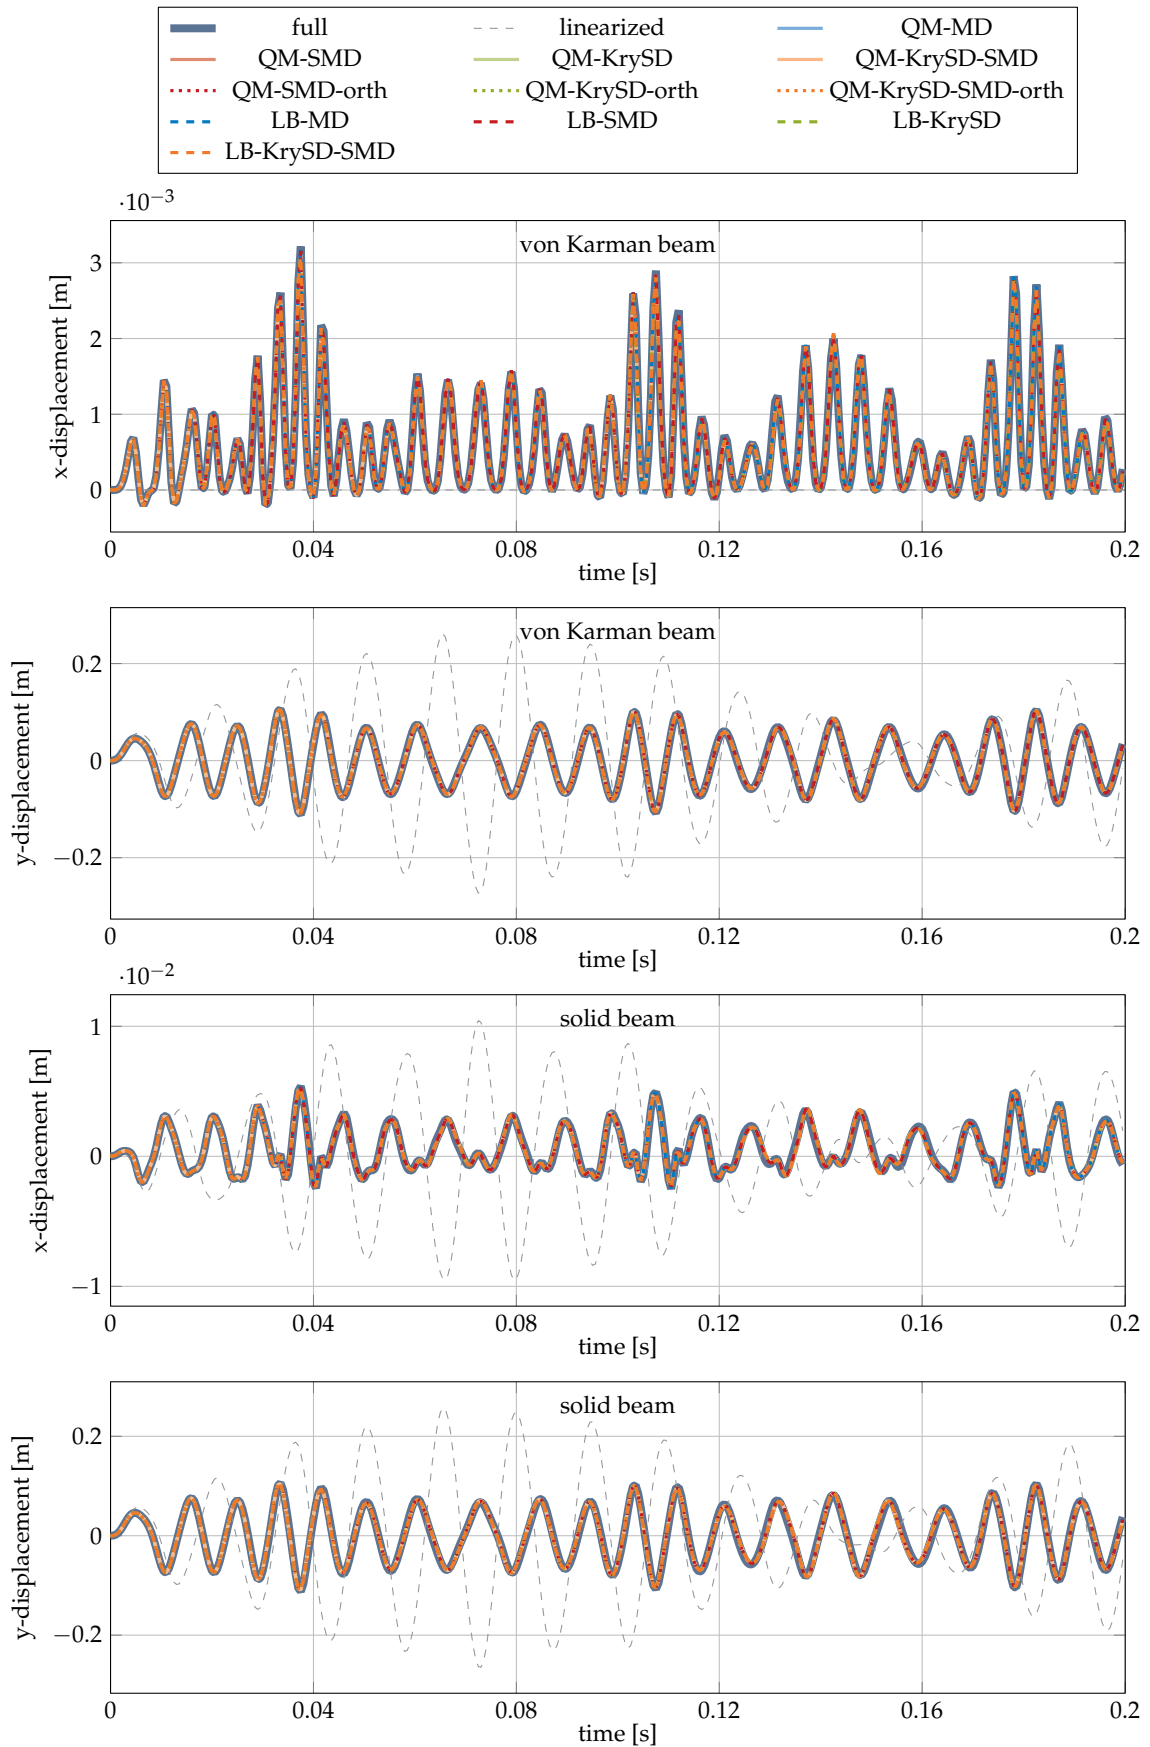 full linearized QM-MD
QM-SMD QM-KrySD QM-KrySD-SMD
QM-SMD-orth QM-KrySD-orth QM-KrySD-SMD-orth
LB-MD LB-SMD LB-KrySD
LB-KrySD-SMD
·10⁻³
von Karman beam
x-displacement [m]
3
2
1
0
0 0.04 0.08 0.12 0.16 0.2
time [s]
von Karman beam
y-displacement [m]
0.2
0
−0.2
0 0.04 0.08 0.12 0.16 0.2
time [s]
·10⁻²
solid beam
x-displacement [m]
1
0
−1
0 0.04 0.08 0.12 0.16 0.2
time [s]
solid beam
y-displacement [m]
0.2
0
−0.2
0 0.04 0.08 0.12 0.16 0.2
time [s]